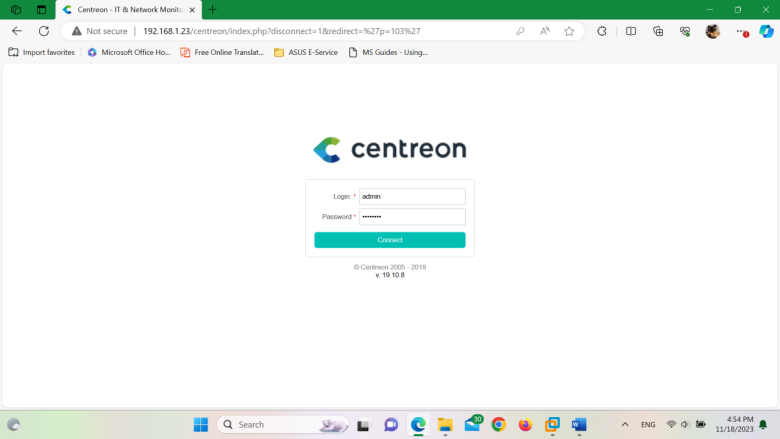 Centreon - IT & Network Monito
Not secure
192.168.1.23/centreon/index.php?disconnect=1&redirect=%27p=103%27
Import favorites
Microsoft Office Ho...
Free Online Translat...
ASUS E-Service
MS Guides - Using...
centreon
Login: *
admin
Password *
••••••••
Connect
© Centreon 2005 - 2019
v. 19.10.8
Search
30
ENG
4:54 PM
11/18/2023